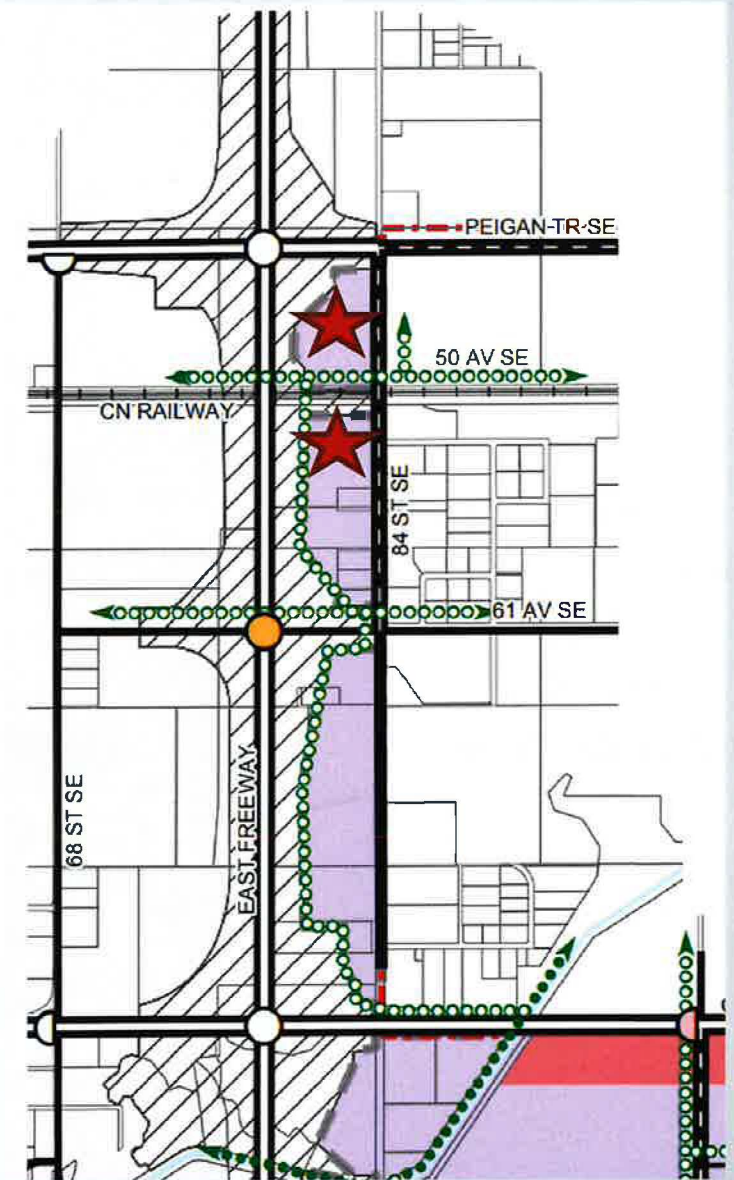 PEIGAN TR SE
50 AV SE
CN RAILWAY
84 ST SE
61 AV SE
68 ST SE
EAST FREEWAY